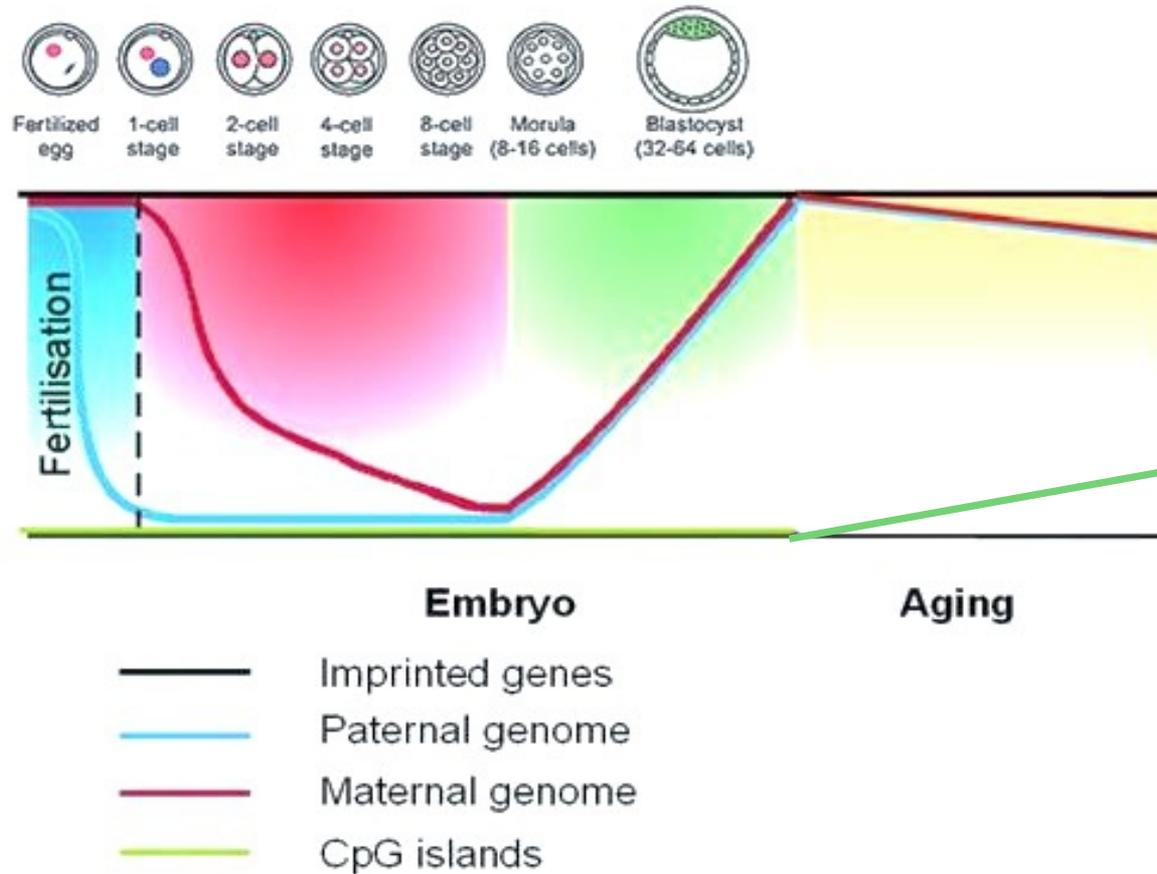 Fertilized egg
1-cell stage
2-cell stage
4-cell stage
8-cell stage
Morula (8-16 cells)
Blastocyst (32-64 cells)
Fertilisation
Embryo
Aging
Imprinted genes
Paternal genome
Maternal genome
CpG islands